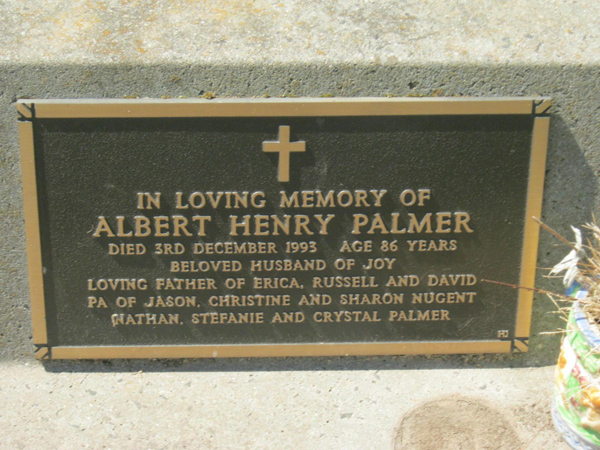 IN LOVING MEMORY OF
ALBERT HENRY PALMER
DIED 3RD DECEMBER 1993 AGE 86 YEARS
BELOVED HUSBAND OF JOY
LOVING FATHER OF ERICA, RUSSELL AND DAVID
PA OF JASON, CHRISTINE AND SHARON NUGENT
NATHAN, STEFANIE AND CRYSTAL PALMER